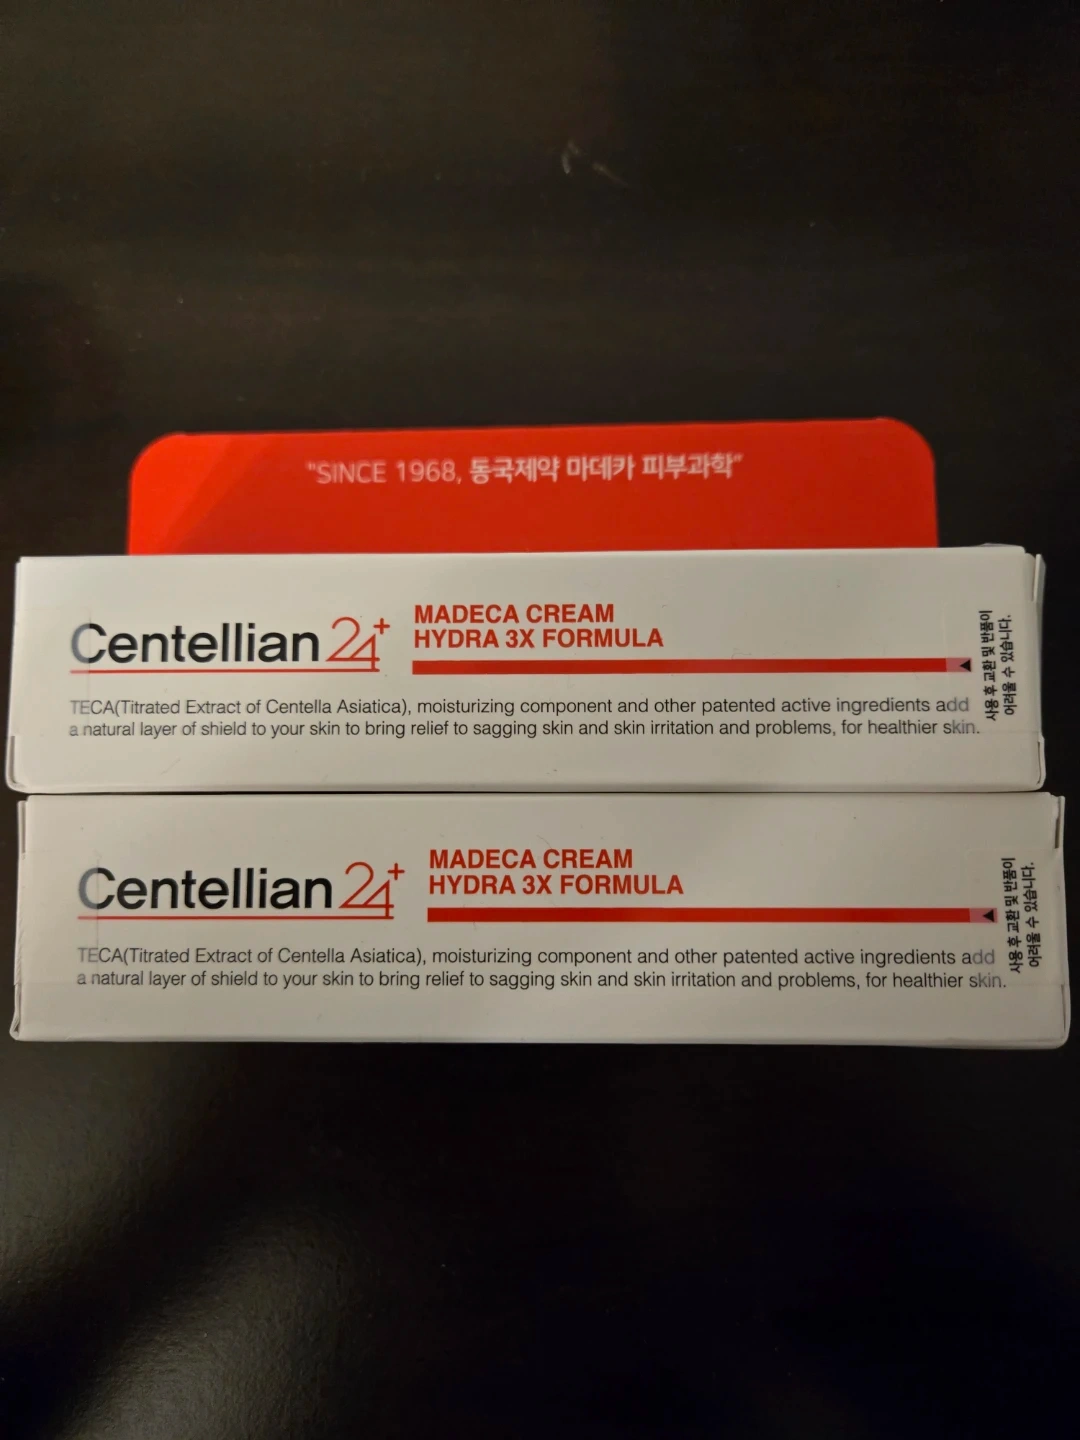 "SINCE 1968, 동국제약 마데카 피부과학"
Centellian 24+
MADECA CREAM
HYDRA 3X FORMULA
TECA(Titrated Extract of Centella Asiatica), moisturizing component and other patented active ingredients add
a natural layer of shield to your skin to bring relief to sagging skin and skin irritation and problems, for healthier skin.
사용 후 교환 및 반품이
어려울 수 있습니다.
Centellian 24+
MADECA CREAM
HYDRA 3X FORMULA
TECA(Titrated Extract of Centella Asiatica), moisturizing component and other patented active ingredients add
a natural layer of shield to your skin to bring relief to sagging skin and skin irritation and problems, for healthier skin.
사용 후 교환 및 반품이
어려울 수 있습니다.